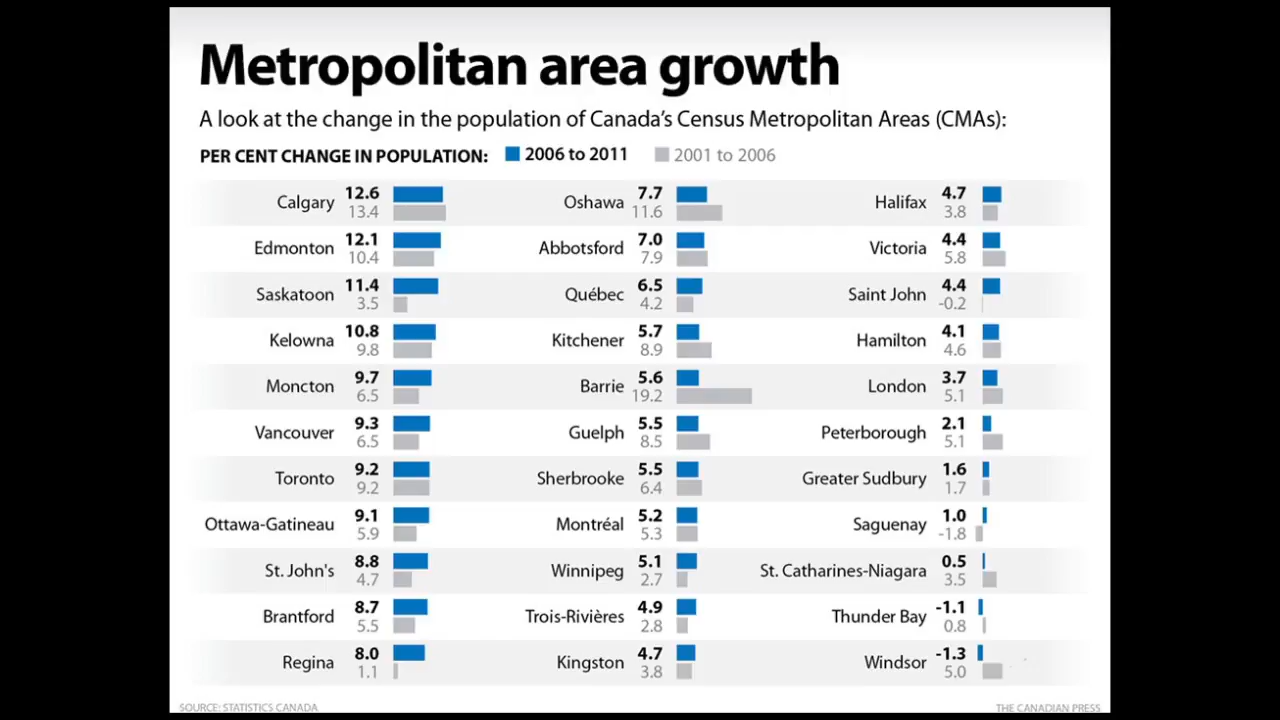 Metropolitan area growth
A look at the change in the population of Canada's Census Metropolitan Areas (CMAs):
PER CENT CHANGE IN POPULATION: 2006 to 2011 2001 to 2006
Calgary 12.6 13.4
Edmonton 12.1 10.4
Saskatoon 11.4 3.5
Kelowna 10.8 9.8
Moncton 9.7 6.5
Vancouver 9.3 6.5
Toronto 9.2 9.2
Ottawa-Gatineau 9.1 5.9
St. John's 8.8 4.7
Brantford 8.7 5.5
Regina 8.0 1.1
Oshawa 7.7 11.6
Abbotsford 7.0 7.9
Québec 6.5 4.2
Kitchener 5.7 8.9
Barrie 5.6 19.2
Guelph 5.5 8.5
Sherbrooke 5.5 6.4
Montréal 5.2 5.3
Winnipeg 5.1 2.7
Trois-Rivières 4.9 2.8
Kingston 4.7 3.8
Halifax 4.7 3.8
Victoria 4.4 5.8
Saint John 4.4 -0.2
Hamilton 4.1 4.6
London 3.7 5.1
Peterborough 2.1 5.1
Greater Sudbury 1.6 1.7
Saguenay 1.0 -1.8
St. Catharines-Niagara 0.5 3.5
Thunder Bay -1.1 0.8
Windsor -1.3 5.0
SOURCE: STATISTICS CANADA
THE CANADIAN PRESS